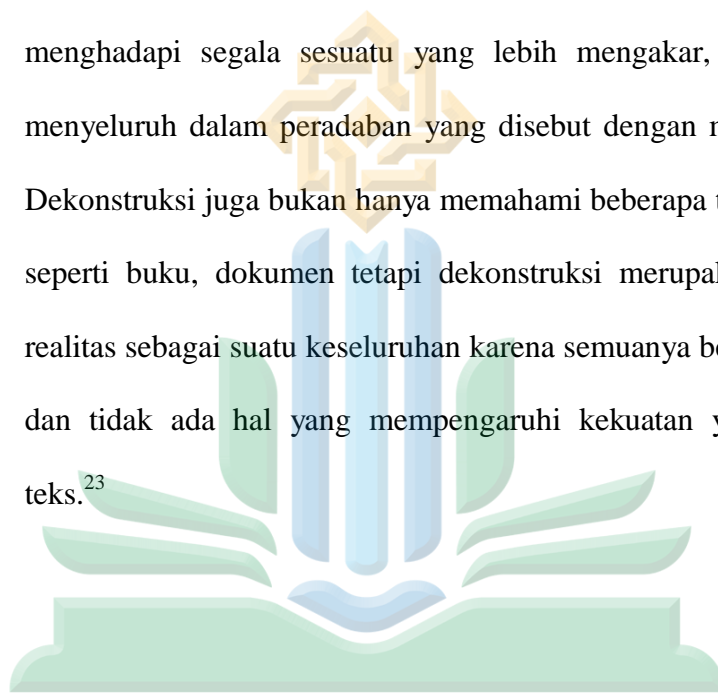 menghadapi segala sesuatu yang lebih mengakar,
menyeluruh dalam peradaban yang disebut dengan
Dekonstruksi juga bukan hanya memahami beberapa
seperti buku, dokumen tetapi dekonstruksi
realitas sebagai suatu keseluruhan karena semuanya
dan tidak ada hal yang mempengaruhi kekuatan
teks.23